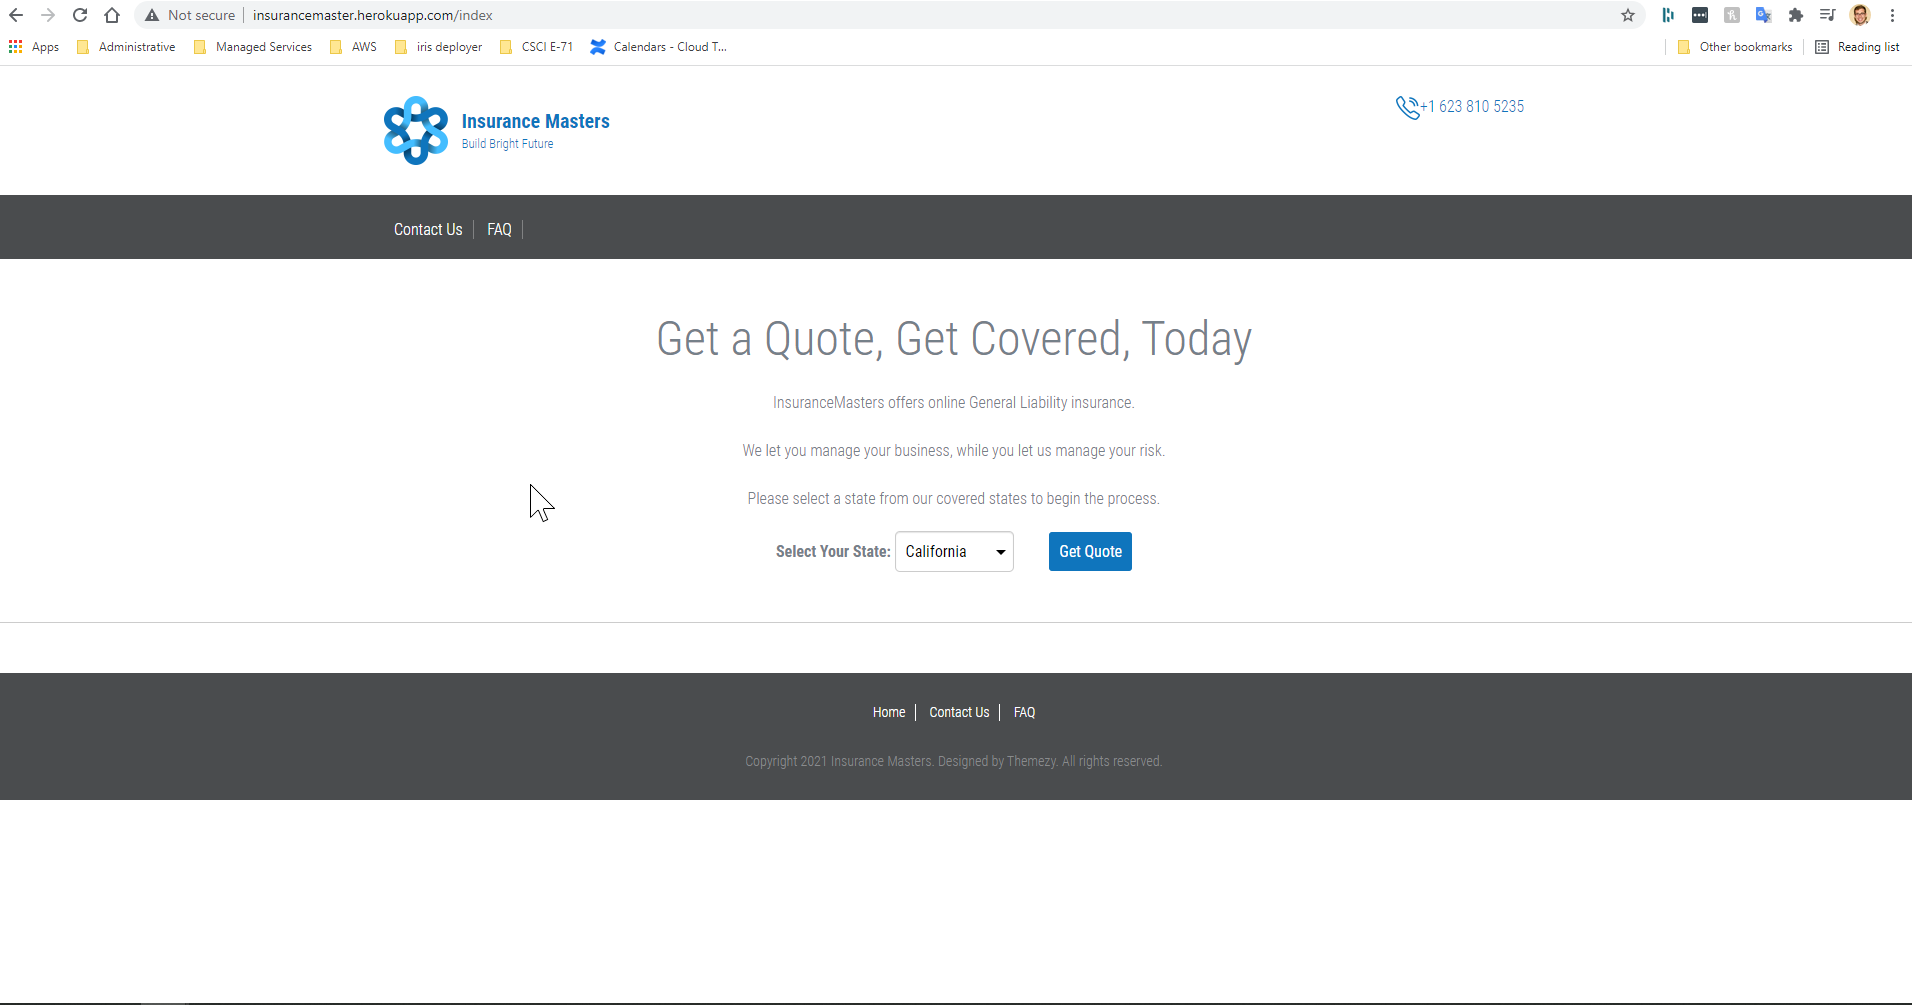 Not secure | insurancemaster.herokuapp.com/index
Apps Administrative Managed Services AWS iris deployer CSCI E-71 Calendars - Cloud T... Other bookmarks Reading list
Insurance Masters
Build Bright Future
+1 623 810 5235
Contact Us FAQ
Get a Quote, Get Covered, Today
InsuranceMasters offers online General Liability insurance.
We let you manage your business, while you let us manage your risk.
Please select a state from our covered states to begin the process.
Select Your State: California Get Quote
Home Contact Us FAQ
Copyright 2021 Insurance Masters. Designed by Themezy. All rights reserved.